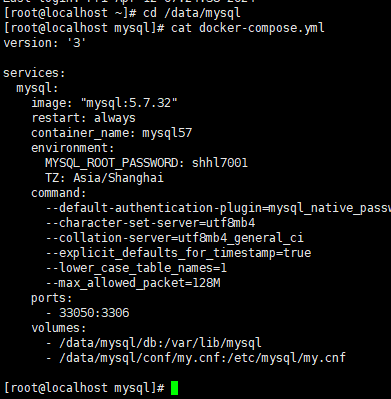 [root@localhost ~]# cd /data/mysql
[root@localhost mysql]# cat docker-compose.yml
version: '3'
services:
  mysql:
    image: "mysql:5.7.32"
    restart: always
    container_name: mysql57
    environment:
      MYSQL_ROOT_PASSWORD: shhl7001
      TZ: Asia/Shanghai
    command:
      --default-authentication-plugin=mysql_native_passw
      --character-set-server=utf8mb4
      --collation-server=utf8mb4_general_ci
      --explicit_defaults_for_timestamp=true
      --lower_case_table_names=1
      --max_allowed_packet=128M
    ports:
      - 33050:3306
    volumes:
      - /data/mysql/db:/var/lib/mysql
      - /data/mysql/conf/my.cnf:/etc/mysql/my.cnf
[root@localhost mysql]#